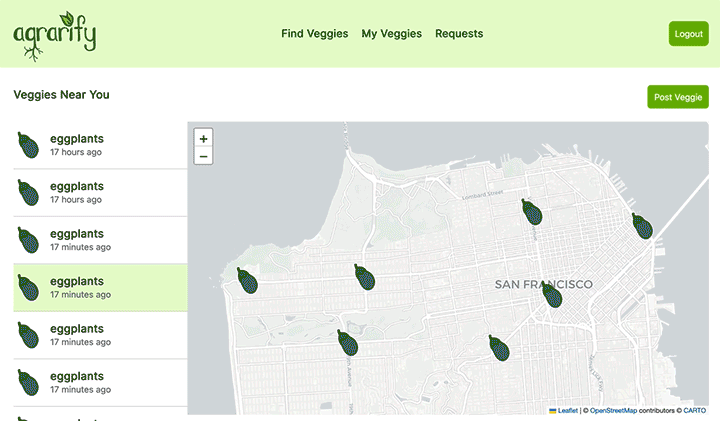 agrarify
Find Veggies My Veggies Requests
Logout
Veggies Near You
Post Veggie
eggplants
17 hours ago
eggplants
17 hours ago
eggplants
17 minutes ago
eggplants
17 minutes ago
eggplants
17 minutes ago
eggplants
17 minutes ago
+
−
Lombard Street
SAN FRANCISCO
Leaflet | © OpenStreetMap contributors © CARTO